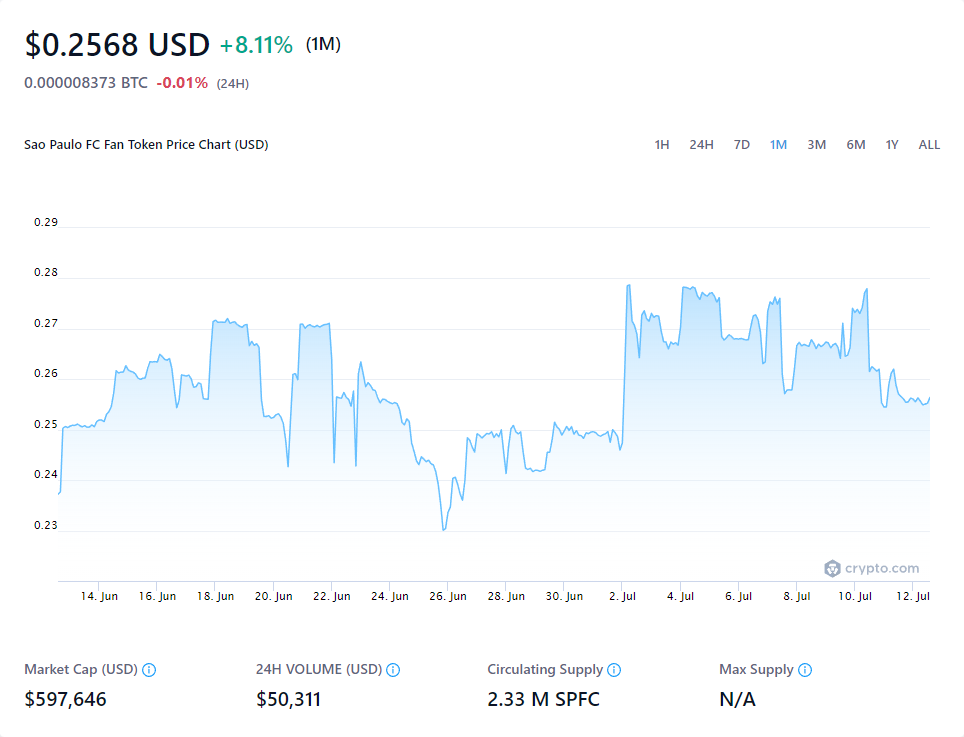 $0.2568 USD +8.11% (1M)
0.000008373 BTC -0.01% (24H)
Sao Paulo FC Fan Token Price Chart (USD) 1H 24H 7D 1M 3M 6M 1Y ALL
0.29
0.28
0.27
0.26
0.25
0.24
0.23
crypto.com
14. Jun 16. Jun 18. Jun 20. Jun 22. Jun 24. Jun 26. Jun 28. Jun 30. Jun 2. Jul 4. Jul 6. Jul 8. Jul 10. Jul 12. Jul
Market Cap (USD) 24H VOLUME (USD) Circulating Supply Max Supply
$597,646 $50,311 2.33 M SPFC N/A